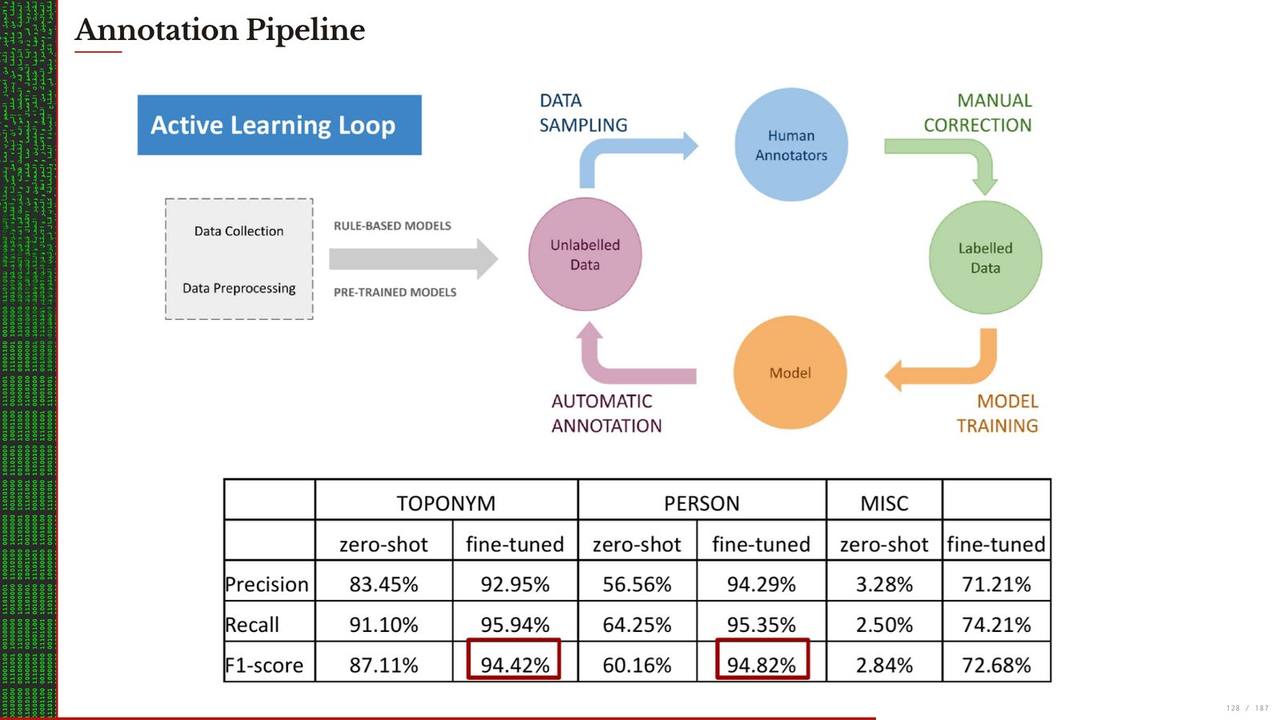 Annotation Pipeline
Active Learning Loop
Data Collection
Data Preprocessing
RULE-BASED MODELS
PRE-TRAINED MODELS
DATA
SAMPLING
Unlabelled
Data
Human
Annotators
MANUAL
CORRECTION
Labelled
Data
MODEL
TRAINING
Model
AUTOMATIC
ANNOTATION
TOPONYM PERSON MISC
zero-shot fine-tuned zero-shot fine-tuned zero-shot fine-tuned
Precision 83.45% 92.95% 56.56% 94.29% 3.28% 71.21%
Recall 91.10% 95.94% 64.25% 95.35% 2.50% 74.21%
F1-score 87.11% 94.42% 60.16% 94.82% 2.84% 72.68%
128 / 187